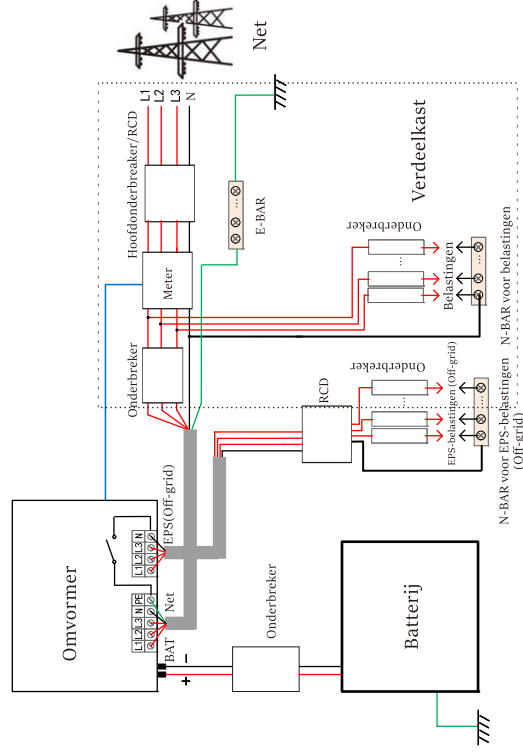 Net
L1
L2
L3
N
Hoofdonderbreaker/RCD
E-BAR
Verdeelkast
Meter
Onderbreker
Onderbreker
...
Belastingen
N-BAR voor belastingen
RCD
Onderbreker
...
EPS-belastingen (Off-grid)
N-BAR voor EPS-belastingen
(Off-grid)
Omvormer
EPS(Off-grid)
L1 L2 L3 N
Net
L1 L2 L3 N PE
BAT
+ −
Onderbreker
Batterij